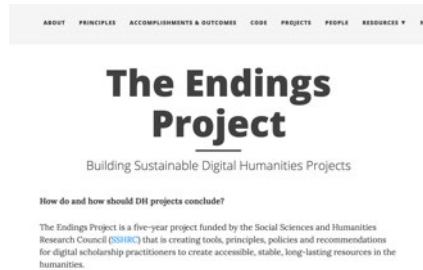 ABOUT PRINCIPLES ACCOMPLISHMENTS & OUTCOMES CODE PROJECTS PEOPLE RESOURCES ▼
The Endings
Project
Building Sustainable Digital Humanities Projects
How do and how should DH projects conclude?
The Endings Project is a five-year project funded by the Social Sciences and Humanities
Research Council (SSHRC) that is creating tools, principles, policies and recommendations
for digital scholarship practitioners to create accessible, stable, long-lasting resources in the
humanities.